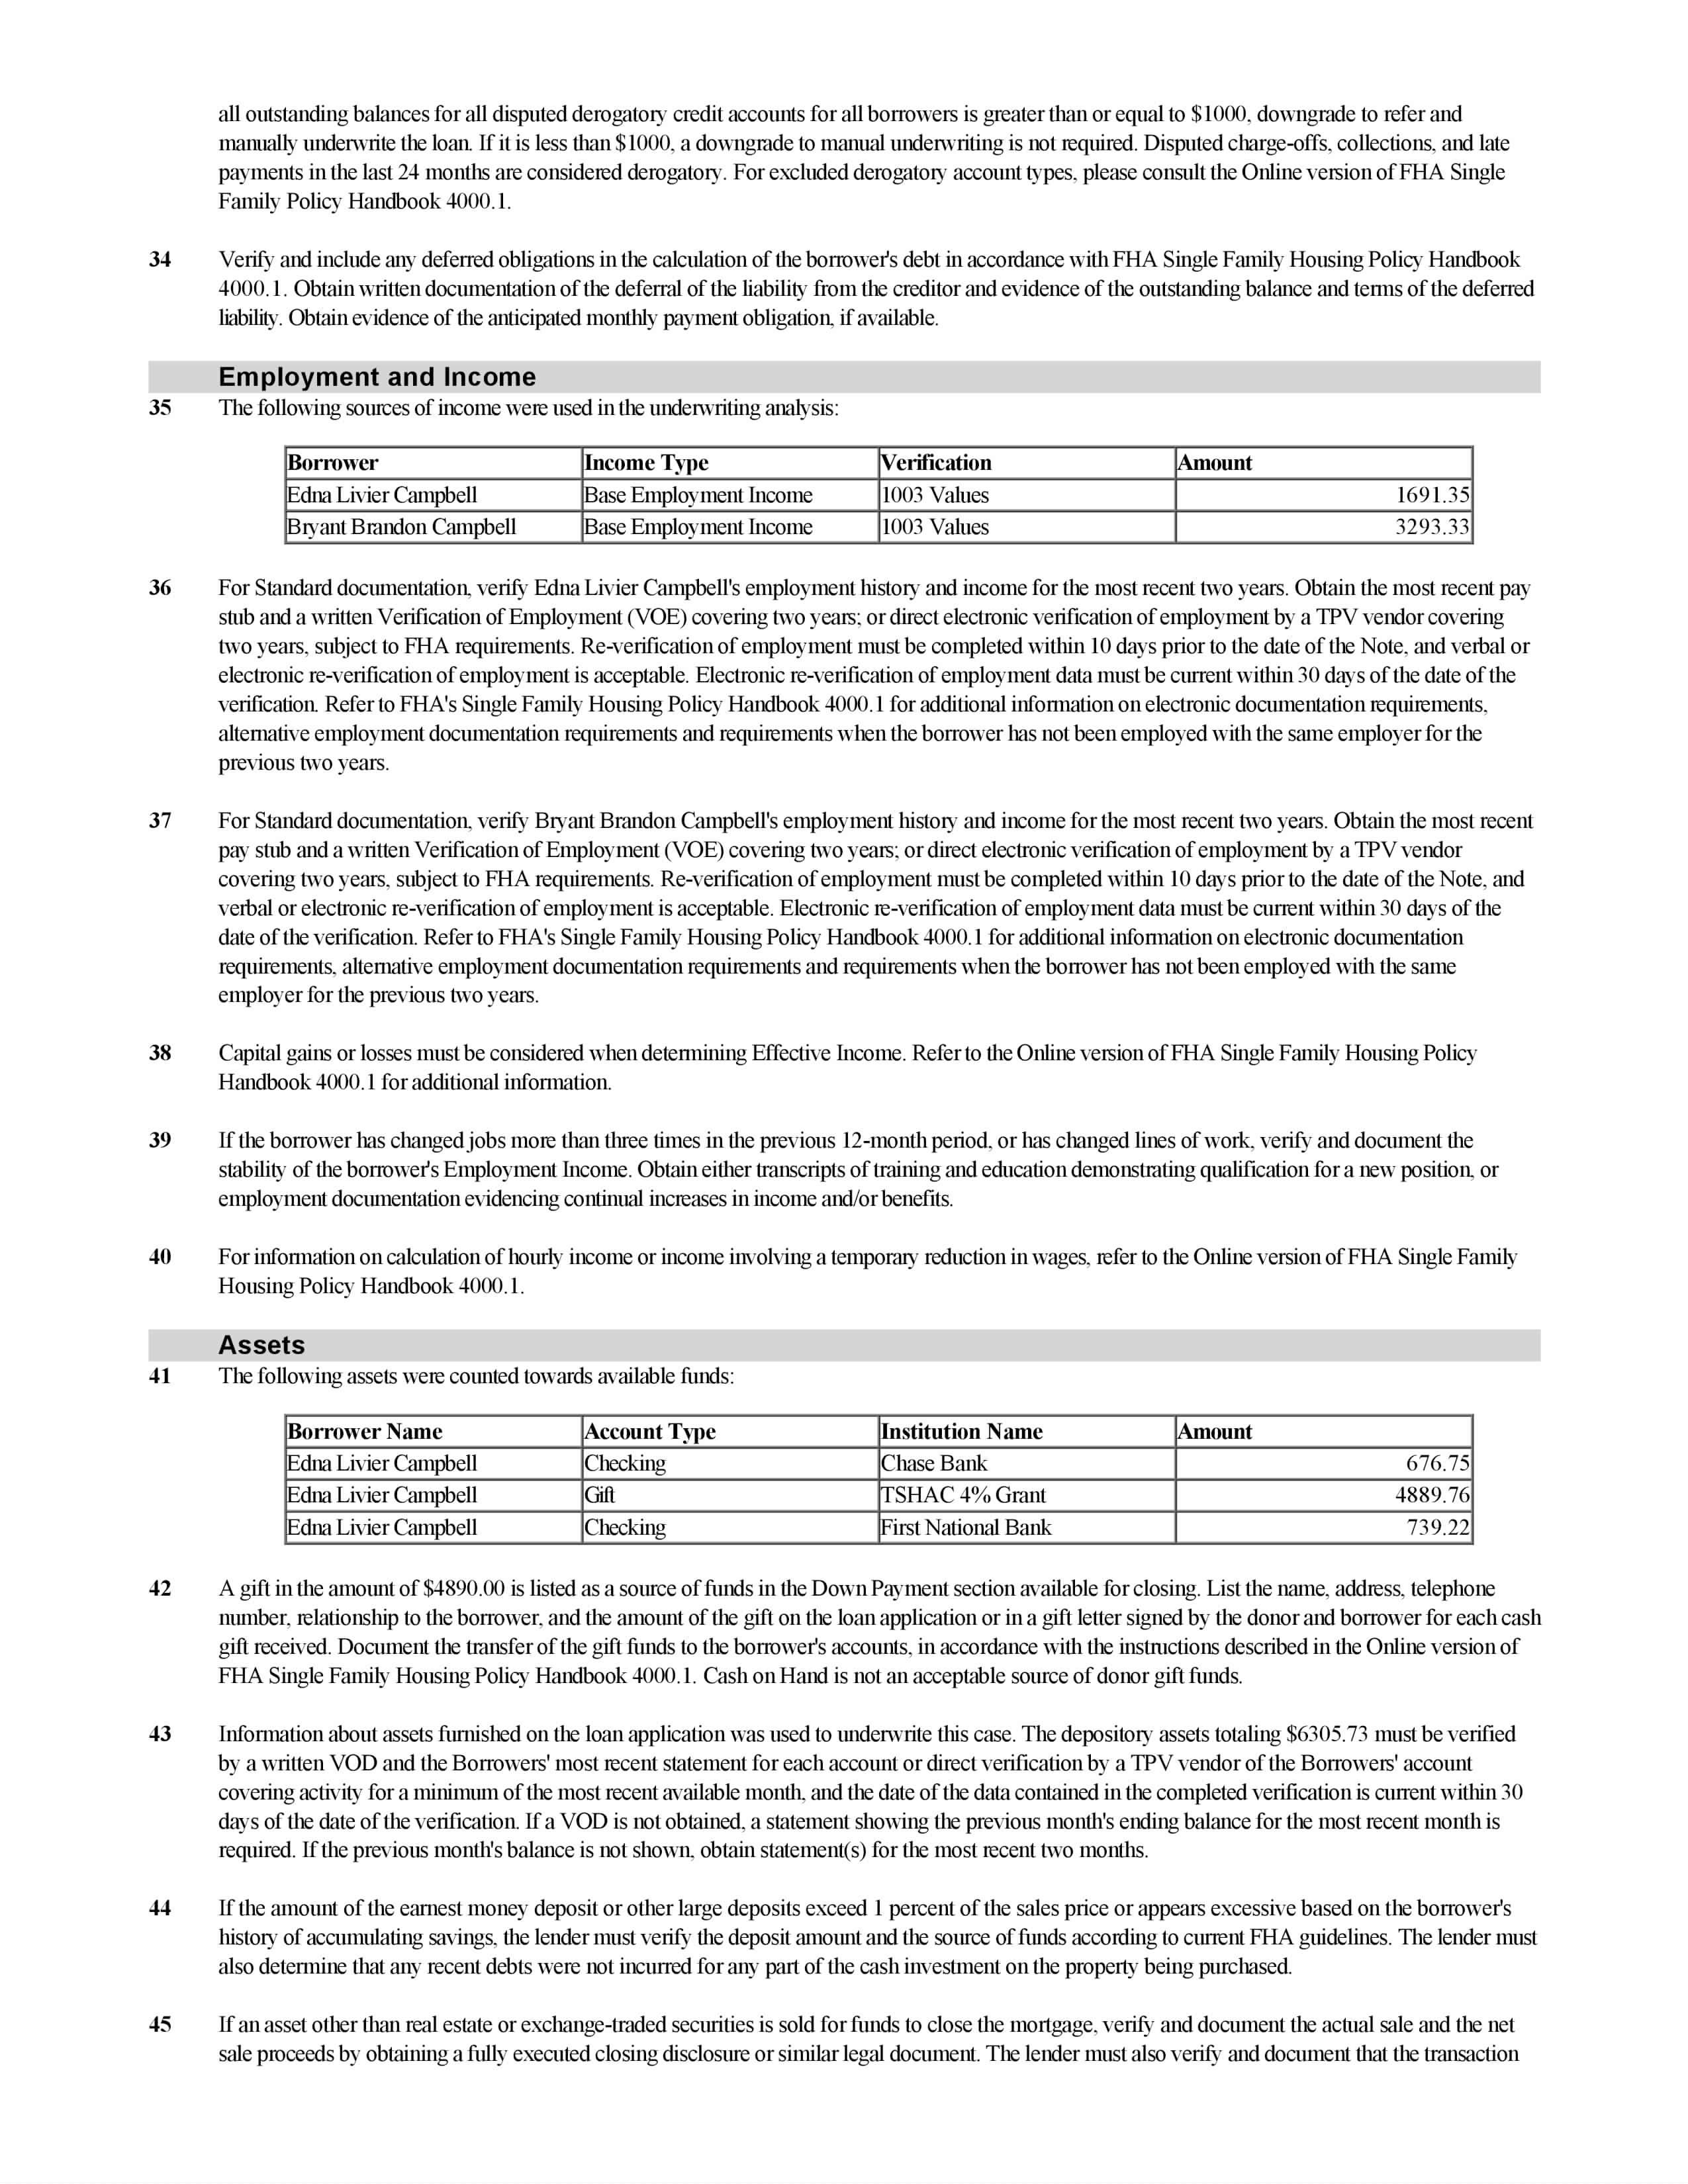 all outstanding balances for all disputed derogatory credit accounts for all borrowers is greater than or equal to $1000, downgrade to refer and
manually underwrite the loan. If it is less than $1000, a downgrade to manual underwriting is not required. Disputed charge-offs, collections, and late
payments in the last 24 months are considered derogatory. For excluded derogatory account types, please consult the Online version of FHA Single
Family Policy Handbook 4000.1.
34 Verify and include any deferred obligations in the calculation of the borrower's debt in accordance with FHA Single Family Housing Policy Handbook
4000.1. Obtain written documentation of the deferral of the liability from the creditor and evidence of the outstanding balance and terms of the deferred
liability. Obtain evidence of the anticipated monthly payment obligation, if available.
Employment and Income
35 The following sources of income were used in the underwriting analysis:
Borrower Income Type Verification Amount
Edna Livier Campbell Base Employment Income 1003 Values 1691.35
Bryant Brandon Campbell Base Employment Income 1003 Values 3293.33
36 For Standard documentation, verify Edna Livier Campbell's employment history and income for the most recent two years. Obtain the most recent pay
stub and a written Verification of Employment (VOE) covering two years; or direct electronic verification of employment by a TPV vendor covering
two years, subject to FHA requirements. Re-verification of employment must be completed within 10 days prior to the date of the Note, and verbal or
electronic re-verification of employment is acceptable. Electronic re-verification of employment data must be current within 30 days of the date of the
verification. Refer to FHA's Single Family Housing Policy Handbook 4000.1 for additional information on electronic documentation requirements,
alternative employment documentation requirements and requirements when the borrower has not been employed with the same employer for the
previous two years.
37 For Standard documentation, verify Bryant Brandon Campbell's employment history and income for the most recent two years. Obtain the most recent
pay stub and a written Verification of Employment (VOE) covering two years; or direct electronic verification of employment by a TPV vendor
covering two years, subject to FHA requirements. Re-verification of employment must be completed within 10 days prior to the date of the Note, and
verbal or electronic re-verification of employment is acceptable. Electronic re-verification of employment data must be current within 30 days of the
date of the verification. Refer to FHA's Single Family Housing Policy Handbook 4000.1 for additional information on electronic documentation
requirements, alternative employment documentation requirements and requirements when the borrower has not been employed with the same
employer for the previous two years.
38 Capital gains or losses must be considered when determining Effective Income. Refer to the Online version of FHA Single Family Housing Policy
Handbook 4000.1 for additional information.
39 If the borrower has changed jobs more than three times in the previous 12-month period, or has changed lines of work, verify and document the
stability of the borrower's Employment Income. Obtain either transcripts of training and education demonstrating qualification for a new position, or
employment documentation evidencing continual increases in income and/or benefits.
40 For information on calculation of hourly income or income involving a temporary reduction in wages, refer to the Online version of FHA Single Family
Housing Policy Handbook 4000.1.
Assets
41 The following assets were counted towards available funds:
Borrower Name Account Type Institution Name Amount
Edna Livier Campbell Checking Chase Bank 676.75
Edna Livier Campbell Gift TSHAC 4% Grant 4889.76
Edna Livier Campbell Checking First National Bank 739.22
42 A gift in the amount of $4890.00 is listed as a source of funds in the Down Payment section available for closing. List the name, address, telephone
number, relationship to the borrower, and the amount of the gift on the loan application or in a gift letter signed by the donor and borrower for each cash
gift received. Document the transfer of the gift funds to the borrower's accounts, in accordance with the instructions described in the Online version of
FHA Single Family Housing Policy Handbook 4000.1. Cash on Hand is not an acceptable source of donor gift funds.
43 Information about assets furnished on the loan application was used to underwrite this case. The depository assets totaling $6305.73 must be verified
by a written VOD and the Borrowers' most recent statement for each account or direct verification by a TPV vendor of the Borrowers' account
covering activity for a minimum of the most recent available month, and the date of the data contained in the completed verification is current within 30
days of the date of the verification. If a VOD is not obtained, a statement showing the previous month's ending balance for the most recent month is
required. If the previous month's balance is not shown, obtain statement(s) for the most recent two months.
44 If the amount of the earnest money deposit or other large deposits exceed 1 percent of the sales price or appears excessive based on the borrower's
history of accumulating savings, the lender must verify the deposit amount and the source of funds according to current FHA guidelines. The lender must
also determine that any recent debts were not incurred for any part of the cash investment on the property being purchased.
45 If an asset other than real estate or exchange-traded securities is sold for funds to close the mortgage, verify and document the actual sale and the net
sale proceeds by obtaining a fully executed closing disclosure or similar legal document. The lender must also verify and document that the transaction